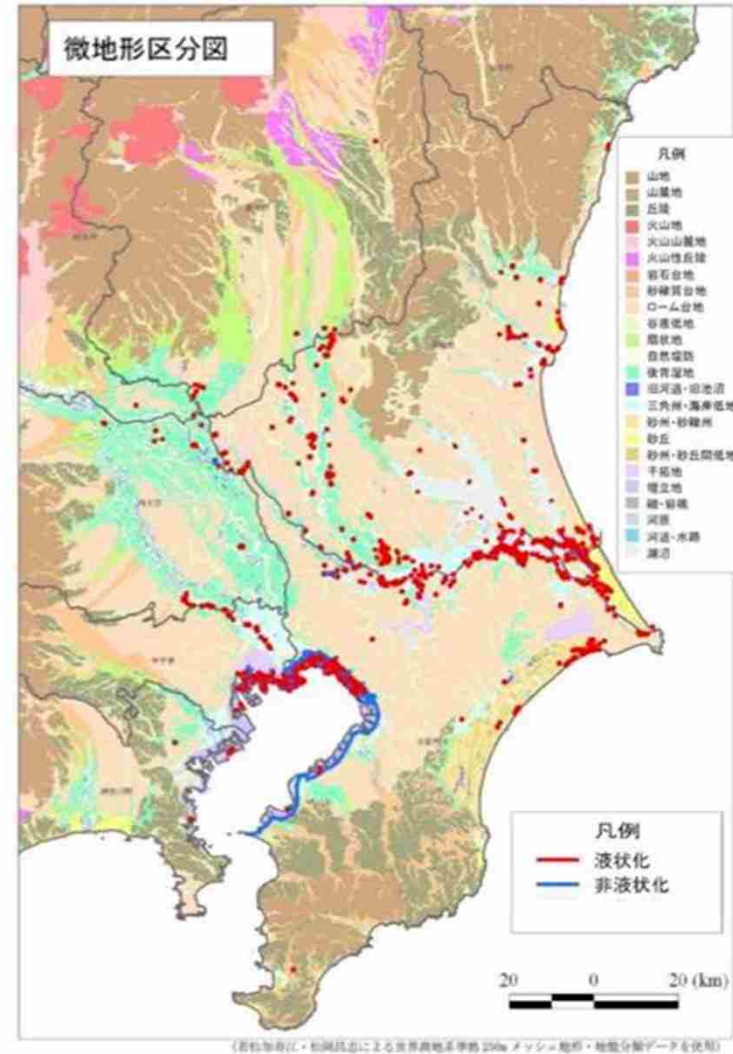 微地形区分図
凡例
山地
山麓地
丘陵
火山地
火山山麓地
火山性丘陵
岩石台地
砂礫質台地
ローム台地
谷底低地
扇状地
自然堤防
後背湿地
旧河道・旧池沼
三角州・海岸低地
砂州・砂礫州
砂丘
砂州・砂丘間低地
干拓地
埋立地
磯・岩礁
河原
河道・水路
湖沼
凡例
液状化
非液状化
20 0 20 (km)